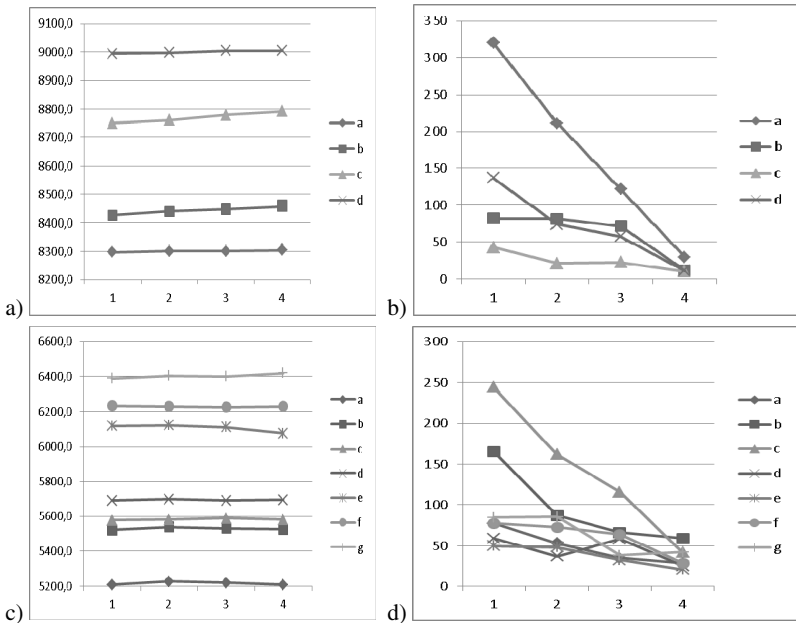 9100,0
9000,0
8900,0
8800,0
8700,0
8600,0
8500,0
8400,0
8300,0
8200,0
1 2 3 4
a
b
c
d
a)
350
300
250
200
150
100
50
0
1 2 3 4
a
b
c
d
b)
6600,0
6400,0
6200,0
6000,0
5800,0
5600,0
5400,0
5200,0
1 2 3 4
a
b
c
d
e
f
g
c)
300
250
200
150
100
50
0
1 2 3 4
a
b
c
d
e
f
g
d)